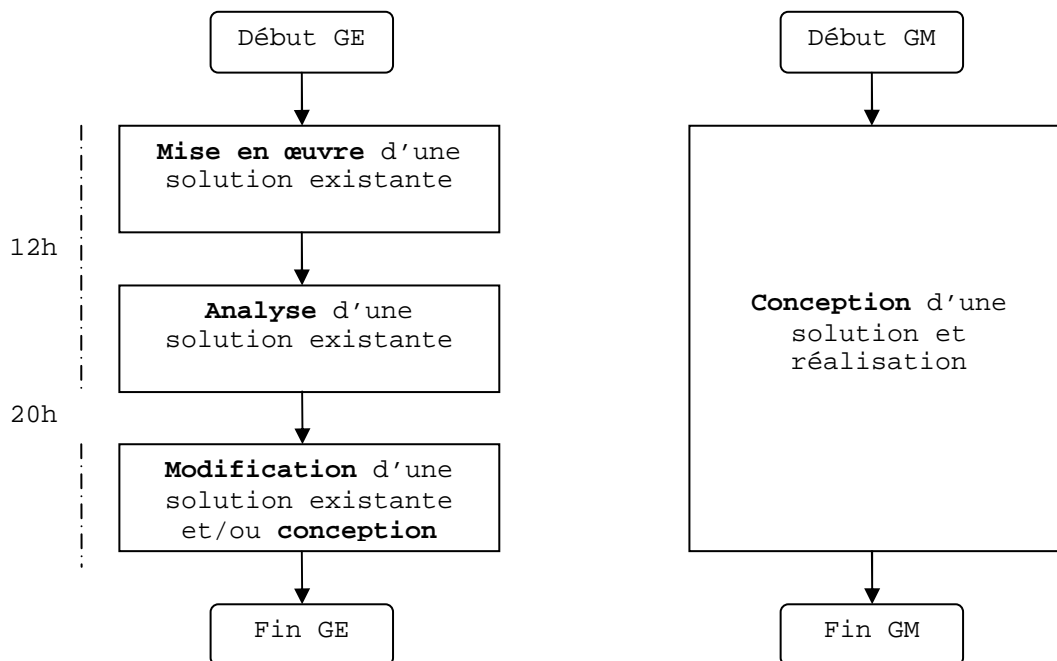 Début GE
Mise en œuvre d’une
solution existante
12h
Analyse d’une
solution existante
20h
Modification d’une
solution existante
et/ou conception
Fin GE
Début GM
Conception d’une
solution et
réalisation
Fin GM